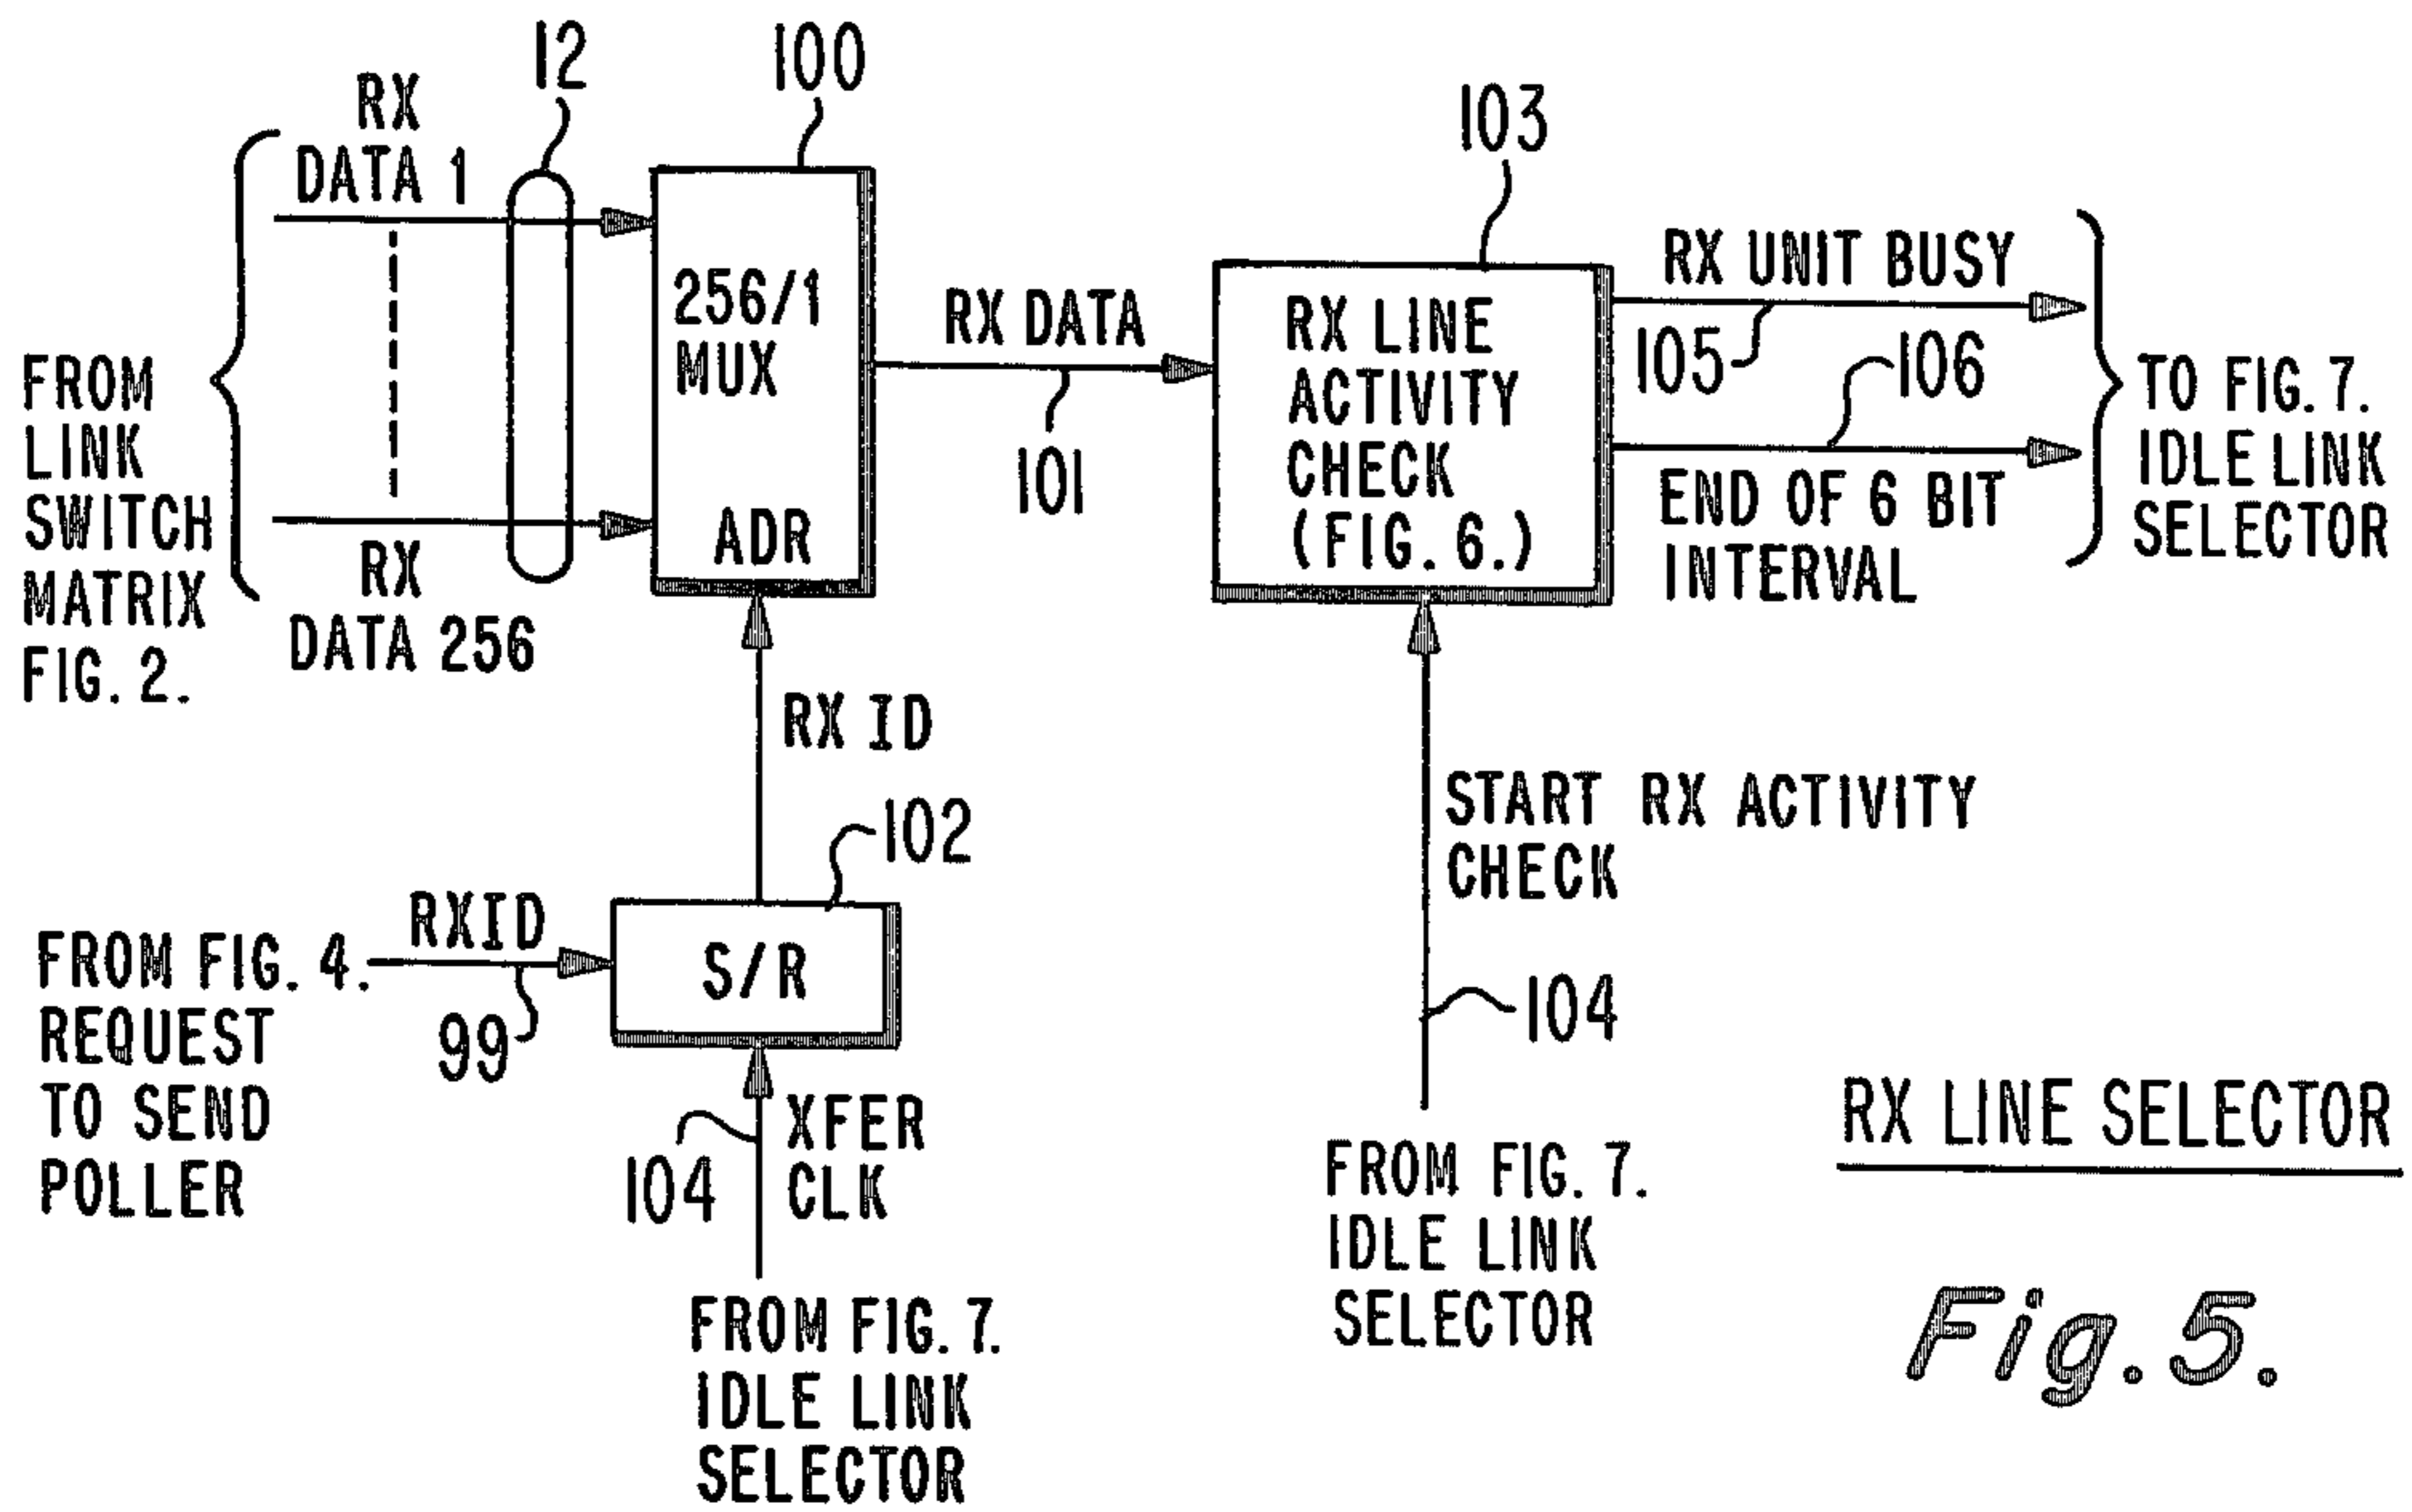 12
100
RX
DATA 1
103
256/1
MUX
ADR
RX DATA
101
RX LINE
ACTIVITY
CHECK
(FIG. 6.)
RX UNIT BUSY
105
106
END OF 6 BIT
INTERVAL
TO FIG. 7.
IDLE LINK
SELECTOR
FROM
LINK
SWITCH
MATRIX
FIG. 2.
RX
DATA 256
RX ID
102
START RX ACTIVITY
CHECK
FROM FIG. 4.
REQUEST
TO SEND
POLLER
RXID
99
S/R
104
XFER
CLK
FROM FIG. 7.
IDLE LINK
SELECTOR
104
FROM FIG. 7.
IDLE LINK
SELECTOR
RX LINE SELECTOR
Fig. 5.